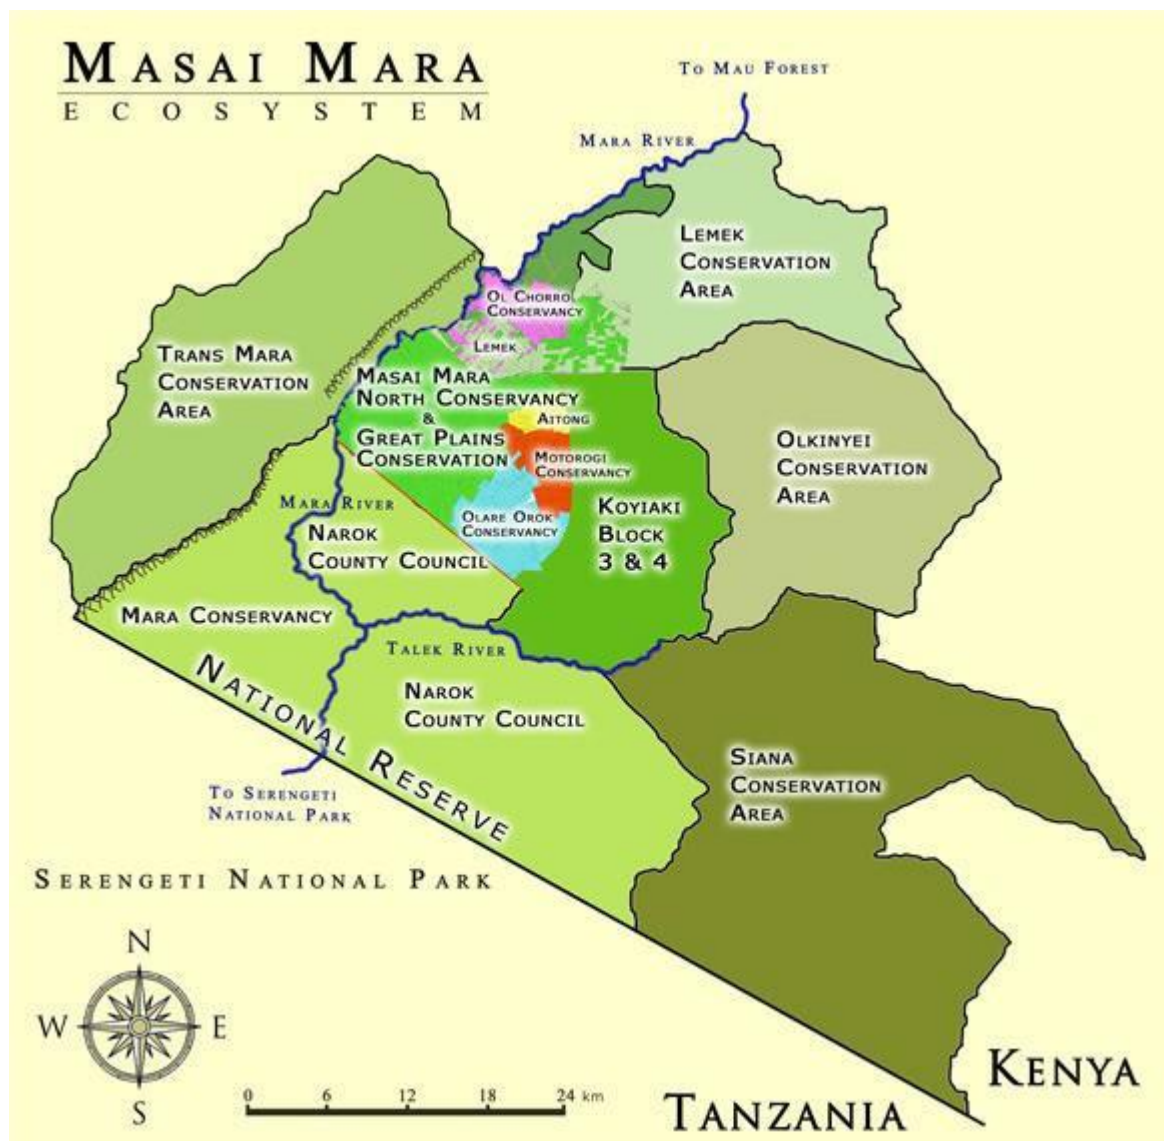 MASAI MARA
ECOSYSTEM
TO MAU FOREST
MARA RIVER
LEMEK
CONSERVATION
AREA
OL CHORRO
CONSERVANCY
LEMEK
TRANS MARA
CONSERVATION
AREA
MASAI MARA
NORTH CONSERVANCY
&
GREAT PLAINS
CONSERVATION
AITONG
MOTOROGI
CONSERVANCY
OLKINYEI
CONSERVATION
AREA
MARA RIVER
OLARE OROK
CONSERVANCY
KOYIAKI
BLOCK
3 & 4
NAROK
COUNTY COUNCIL
MARA CONSERVANCY
TALEK RIVER
NATIONAL RESERVE
NAROK
COUNTY COUNCIL
SIANA
CONSERVATION
AREA
TO SERENGETI
NATIONAL PARK
SERENGETI NATIONAL PARK
N
W E
S
0 6 12 18 24 km
KENYA
TANZANIA